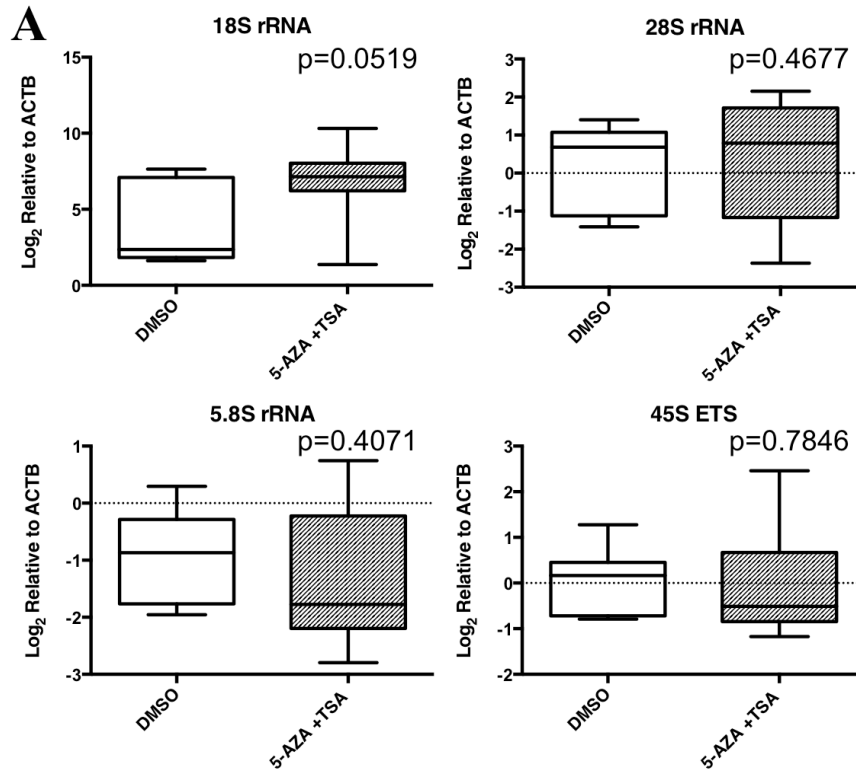 A
18S rRNA
p=0.0519
Log2 Relative to ACTB
15
10
5
0
DMSO
5-AZA +TSA
28S rRNA
p=0.4677
Log2 Relative to ACTB
3
2
1
0
-1
-2
-3
DMSO
5-AZA +TSA
5.8S rRNA
p=0.4071
Log2 Relative to ACTB
1
0
-1
-2
-3
DMSO
5-AZA +TSA
45S ETS
p=0.7846
Log2 Relative to ACTB
3
2
1
0
-1
-2
DMSO
5-AZA +TSA